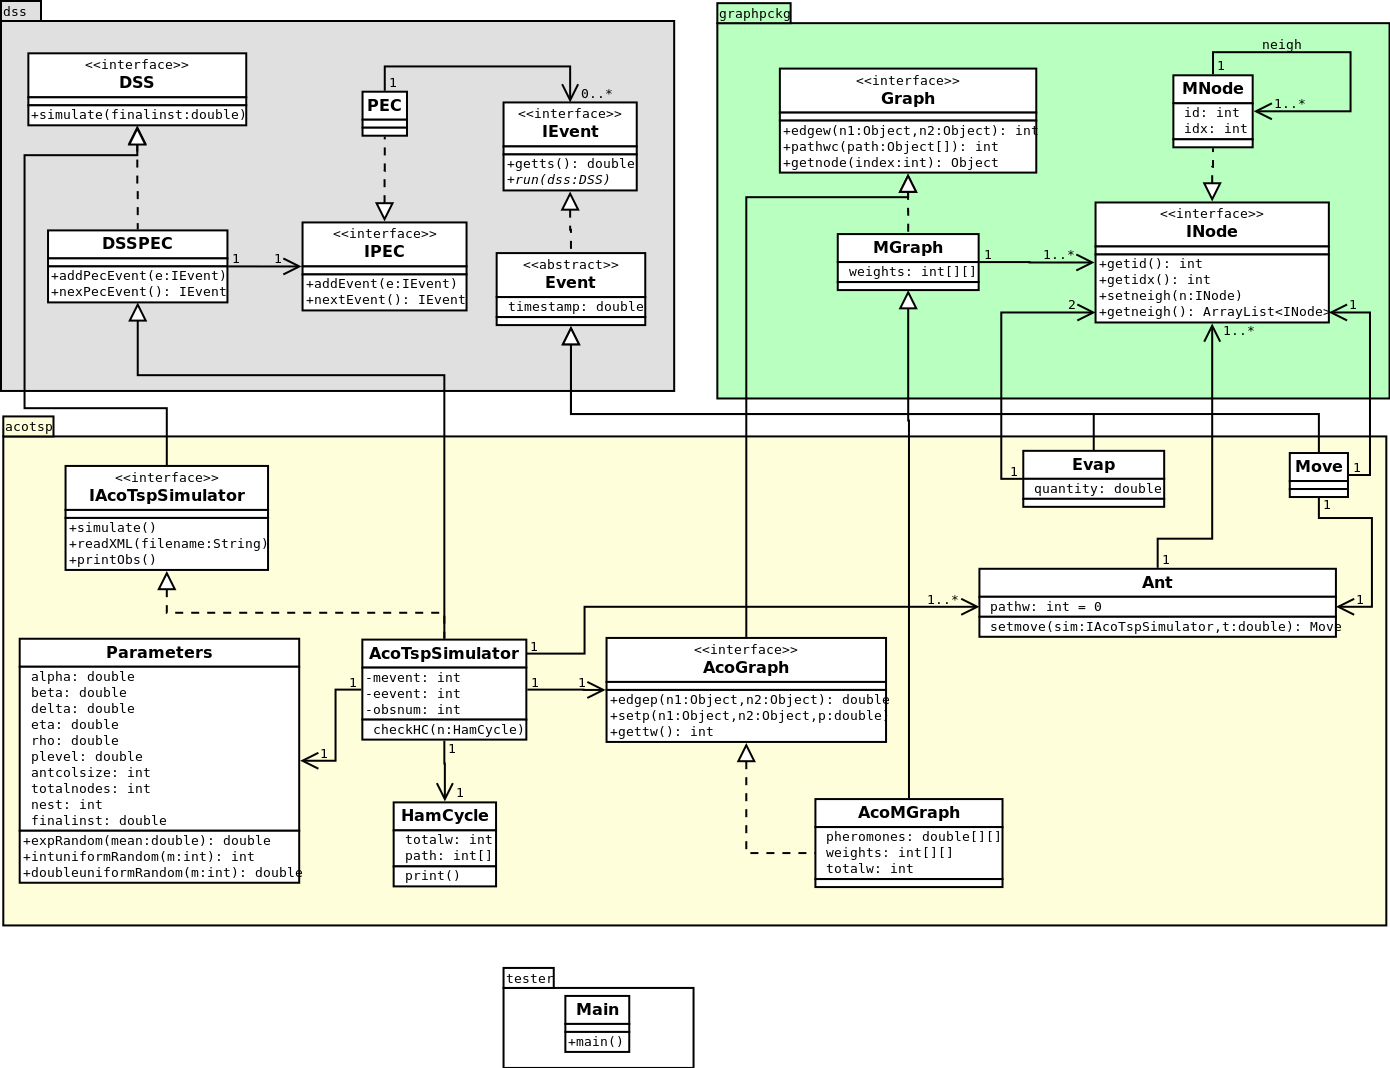 dss
<<interface>>
DSS
+simulate(finalinst:double)
1
PEC
0..*
<<interface>>
IEvent
+getts(): double
+run(dss:DSS)
DSSPEC
+addPecEvent(e:IEvent)
+nexPecEvent(): IEvent
1
1
<<interface>>
IPEC
+addEvent(e:IEvent)
+nextEvent(): IEvent
<<abstract>>
Event
timestamp: double
graphpckg
<<interface>>
Graph
+edgew(n1:Object,n2:Object): int
+pathwc(path:Object[]): int
+getnode(index:int): Object
neigh
1
1..*
MNode
id: int
idx: int
MGraph
weights: int[][]
1
1..*
<<interface>>
INode
+getid(): int
+getidx(): int
+setneigh(n:INode)
+getneigh(): ArrayList<INode>
2
1
1..*
acotsp
<<interface>>
IAcoTspSimulator
+simulate()
+readXML(filename:String)
+printObs()
1
Evap
quantity: double
Move
1
1
1
Ant
pathw: int = 0
setmove(sim:IAcoTspSimulator,t:double): Move
1..*
1
Parameters
alpha: double
beta: double
delta: double
eta: double
rho: double
plevel: double
antcolsize: int
totalnodes: int
nest: int
finalinst: double
+expRandom(mean:double): double
+intuniformRandom(m:int): int
+doubleuniformRandom(m:int): double
1
1
AcoTspSimulator
-mevent: int
-eevent: int
-obsnum: int
checkHC(n:HamCycle)
1
1
1
1
1
<<interface>>
AcoGraph
+edgep(n1:Object,n2:Object): double
+setp(n1:Object,n2:Object,p:double)
+gettw(): int
HamCycle
totalw: int
path: int[]
print()
AcoMGraph
pheromones: double[][]
weights: int[][]
totalw: int
tester
Main
+main()